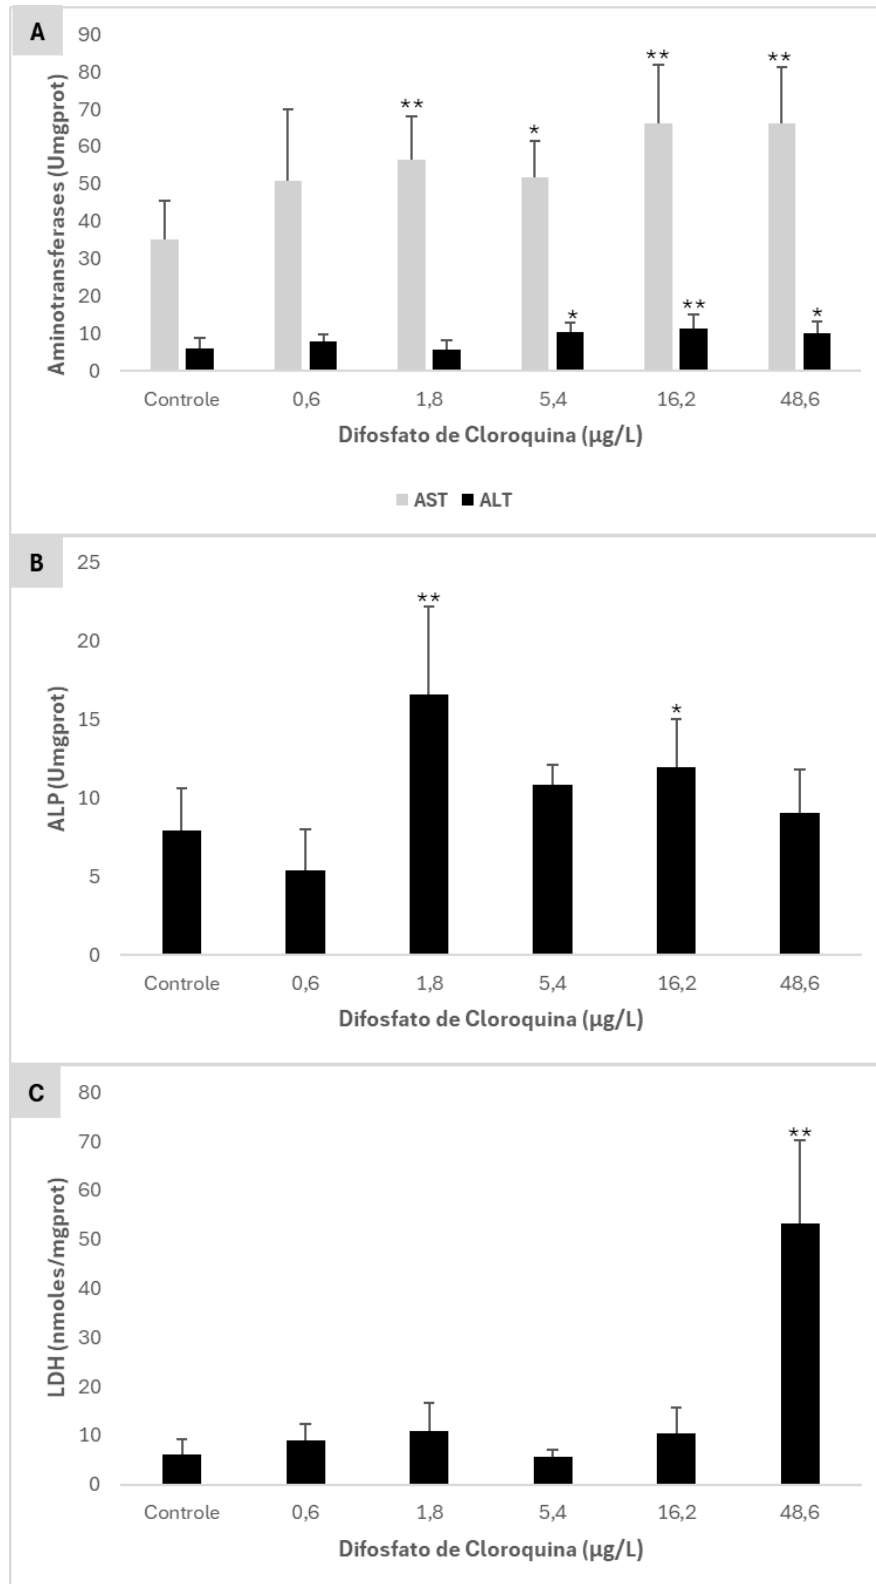 A
Aminotransferases (Umgprot)
90
80
70
60
50
40
30
20
10
0
**
*
**
**
*
**
*
Controle 0,6 1,8 5,4 16,2 48,6
Difosfato de Cloroquina (µg/L)
AST ALT
B
ALP (Umgprot)
25
20
15
10
5
0
**
*
Controle 0,6 1,8 5,4 16,2 48,6
Difosfato de Cloroquina (µg/L)
C
LDH (nmoles/mgprot)
80
70
60
50
40
30
20
10
0
**
Controle 0,6 1,8 5,4 16,2 48,6
Difosfato de Cloroquina (µg/L)